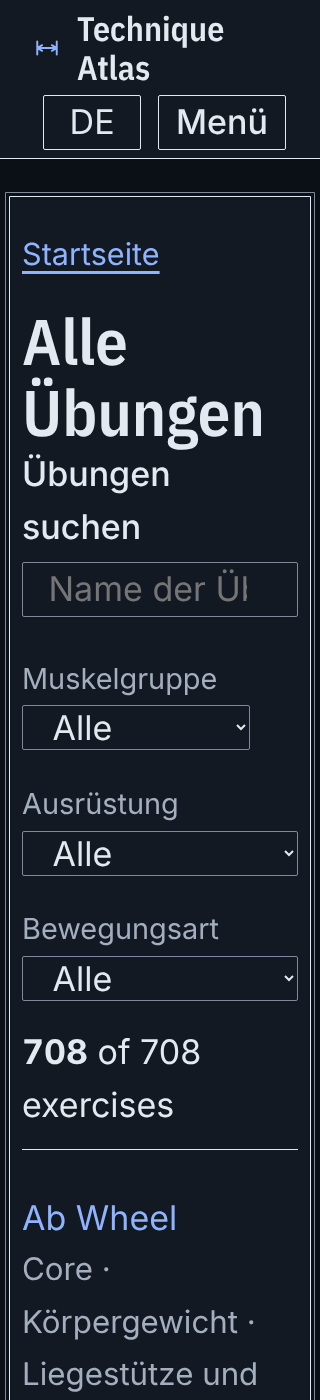 Technique
Atlas
DE
Menü
Startseite
Alle
Übungen
Übungen
suchen
Name der Üb
Muskelgruppe
Alle
Ausrüstung
Alle
Bewegungsart
Alle
708 of 708
exercises
Ab Wheel
Core ·
Körpergewicht ·
Liegestütze und